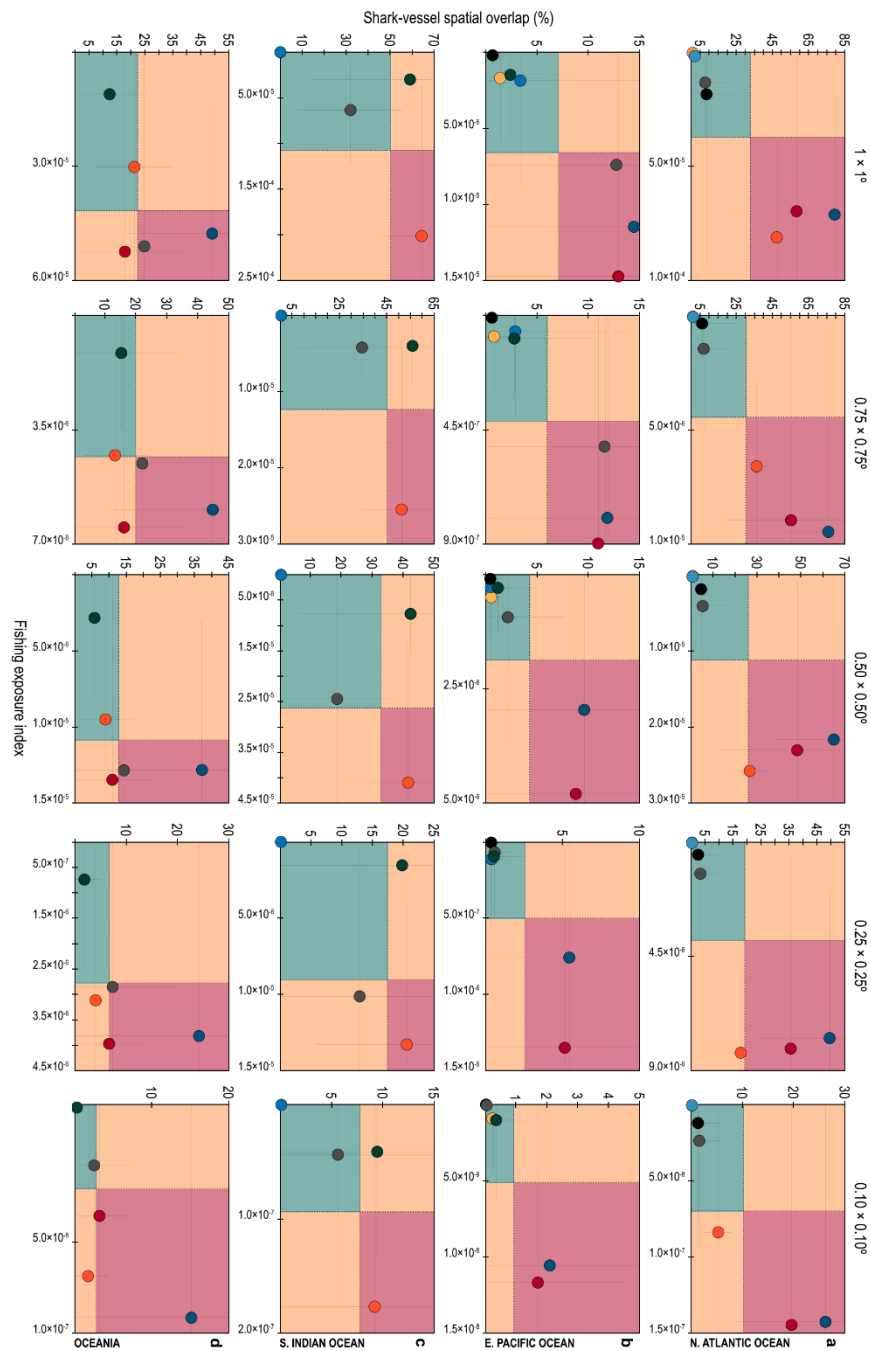 Shark-vessel spatial overlap (%)
1 × 1º
0.75 × 0.75º
0.50 × 0.50º
0.25 × 0.25º
0.10 × 0.10º
a
N. ATLANTIC OCEAN
85 65 45 25 5
5.0×10⁻⁵ 1.0×10⁻⁴
85 65 45 25 5
5.0×10⁻⁶ 1.0×10⁻⁵
70 50 30 10
1.0×10⁻⁵ 2.0×10⁻⁵ 3.0×10⁻⁵
55 45 35 25 15 5
4.5×10⁻⁶ 9.0×10⁻⁶
30 20 10
5.0×10⁻⁸ 1.0×10⁻⁷ 1.5×10⁻⁷
b
E. PACIFIC OCEAN
15 10 5
5.0×10⁻⁶ 1.0×10⁻⁵ 1.5×10⁻⁵
15 10 5
4.5×10⁻⁷ 9.0×10⁻⁷
15 10 5
2.5×10⁻⁸ 5.0×10⁻⁶
10 5
5.0×10⁻⁷ 1.0×10⁻⁸ 1.5×10⁻⁶
5 4 3 2 1
5.0×10⁻⁹ 1.0×10⁻⁸ 1.5×10⁻⁸
c
S. INDIAN OCEAN
70 50 30 10
5.0×10⁻⁵ 1.5×10⁻⁴ 2.5×10⁻⁴
65 45 25 5
1.0×10⁻⁵ 2.0×10⁻⁵ 3.0×10⁻⁵
50 40 30 20 10
5.0×10⁻⁶ 1.5×10⁻⁵ 2.5×10⁻⁵ 3.5×10⁻⁵ 4.5×10⁻⁵
25 20 15 10 5
5.0×10⁻⁶ 1.0×10⁻⁵ 1.5×10⁻⁵
15 10 5
1.0×10⁻⁷ 2.0×10⁻⁷
d
OCEANIA
55 45 35 25 15 5
3.0×10⁻⁵ 6.0×10⁻⁵
50 40 30 20 10
3.5×10⁻⁶ 7.0×10⁻⁶
45 35 25 15 5
5.0×10⁻⁶ 1.0×10⁻⁵ 1.5×10⁻⁵
30 20 10
5.0×10⁻⁷ 1.5×10⁻⁶ 2.5×10⁻⁶ 3.5×10⁻⁶ 4.5×10⁻⁶
20 10
5.0×10⁻⁸ 1.0×10⁻⁷
Fishing exposure index